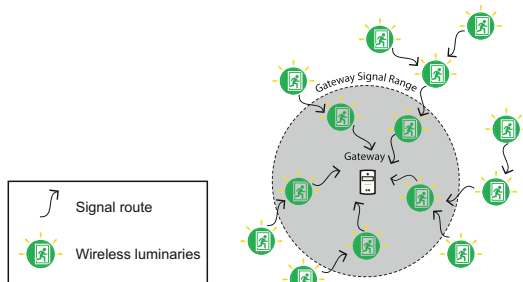 Gateway Signal Range
Gateway
Signal route
Wireless luminaries